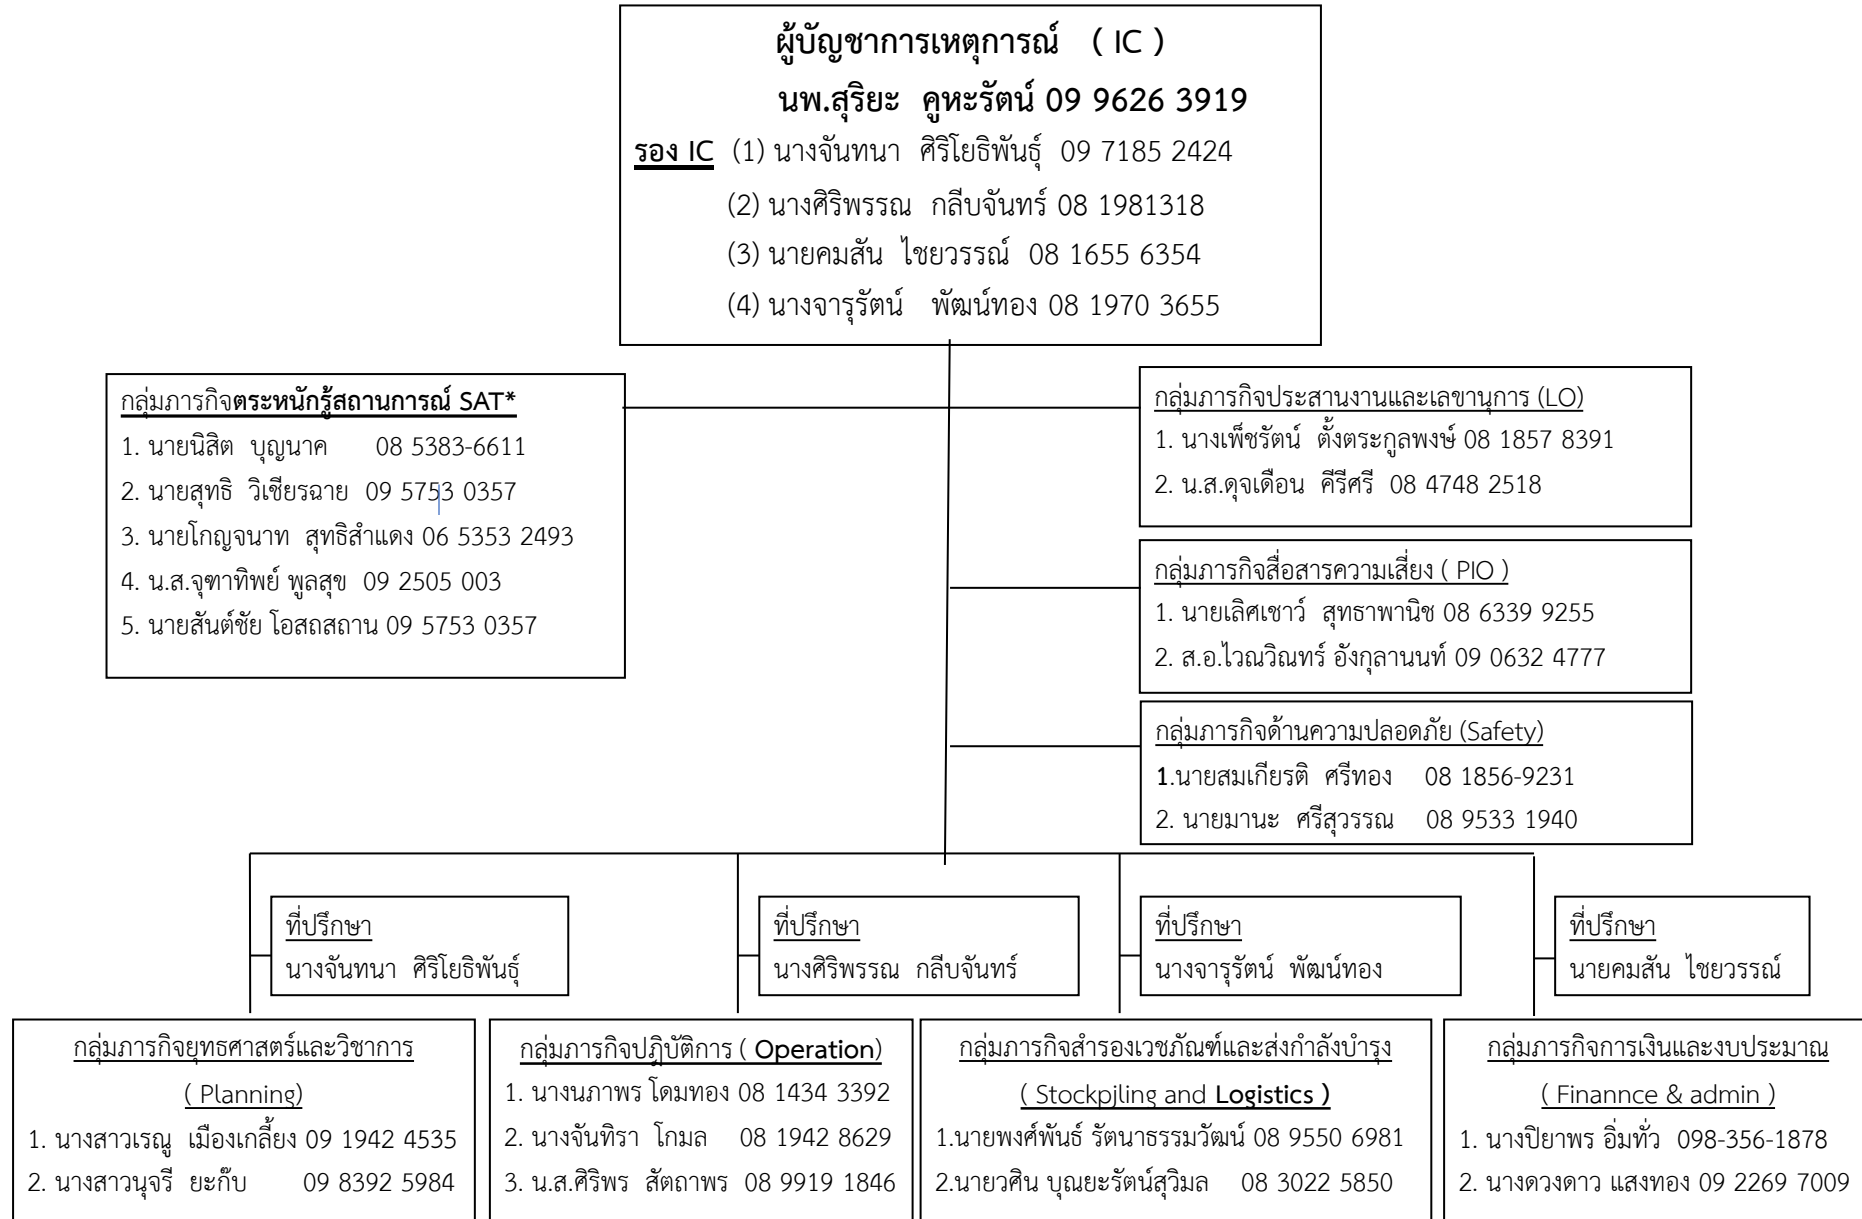 ผู้บัญชาการเหตุการณ์ ( IC )
นพ.สุริยะ คูหะรัตน์ 09 9626 3919
รอง IC (1) นางจันทนา ศิริโยธิพันธุ์ 09 7185 2424
(2) นางศิริพรรณ กลีบจันทร์ 08 1981318
(3) นายคมสัน ไชยวรรณ์ 08 1655 6354
(4) นางจารุรัตน์ พัฒน์ทอง 08 1970 3655
กลุ่มภารกิจตระหนักรู้สถานการณ์ SAT*
1. นายนิสิต บุญนาค 08 5383-6611
2. นายสุทธิ วิเชียรฉาย 09 5753 0357
3. นายโกญจนาท สุทธิสำแดง 06 5353 2493
4. น.ส.จุฑาทิพย์ พูลสุข 09 2505 003
5. นายสันต์ชัย โอสถสถาน 09 5753 0357
กลุ่มภารกิจประสานงานและเลขานุการ (LO)
1. นางเพ็ชรัตน์ ตั้งตระกูลพงษ์ 08 1857 8391
2. น.ส.ดุจเดือน คีรีศรี 08 4748 2518
กลุ่มภารกิจสื่อสารความเสี่ยง ( PIO )
1. นายเลิศเชาว์ สุทธาพานิช 08 6339 9255
2. ส.อ.ไวณวิณทร์ อังกุลานนท์ 09 0632 4777
กลุ่มภารกิจด้านความปลอดภัย (Safety)
1.นายสมเกียรติ ศรีทอง 08 1856-9231
2. นายมานะ ศรีสุวรรณ 08 9533 1940
ที่ปรึกษา
นางจันทนา ศิริโยธิพันธุ์
ที่ปรึกษา
นางศิริพรรณ กลีบจันทร์
ที่ปรึกษา
นางจารุรัตน์ พัฒน์ทอง
ที่ปรึกษา
นายคมสัน ไชยวรรณ์
กลุ่มภารกิจยุทธศาสตร์และวิชาการ
( Planning)
1. นางสาวเรณู เมืองเกลี้ยง 09 1942 4535
2. นางสาวนุจรี ยะก๊บ 09 8392 5984
กลุ่มภารกิจปฏิบัติการ ( Operation)
1. นางนภาพร โดมทอง 08 1434 3392
2. นางจันทิรา โกมล 08 1942 8629
3. น.ส.ศิริพร สัตถาพร 08 9919 1846
กลุ่มภารกิจสำรองเวชภัณฑ์และส่งกำลังบำรุง
( Stockpjling and Logistics )
1.นายพงศ์พันธ์ รัตนาธรรมวัฒน์ 08 9550 6981
2.นายวศิน บุณยะรัตน์สุวิมล 08 3022 5850
กลุ่มภารกิจการเงินและงบประมาณ
( Finannce & admin )
1. นางปิยาพร อิ่มทั่ว 098-356-1878
2. นางดวงดาว แสงทอง 09 2269 7009